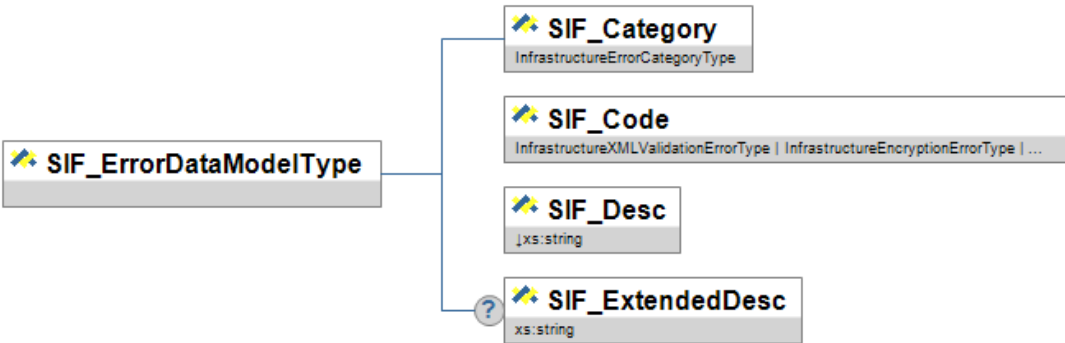 SIF_Category
InfrastructureErrorCategoryType
SIF_Code
InfrastructureXMLValidationErrorType | InfrastructureEncryptionErrorType | ...
SIF_ErrorDataModelType
SIF_Desc
↓xs:string
?
SIF_ExtendedDesc
xs:string